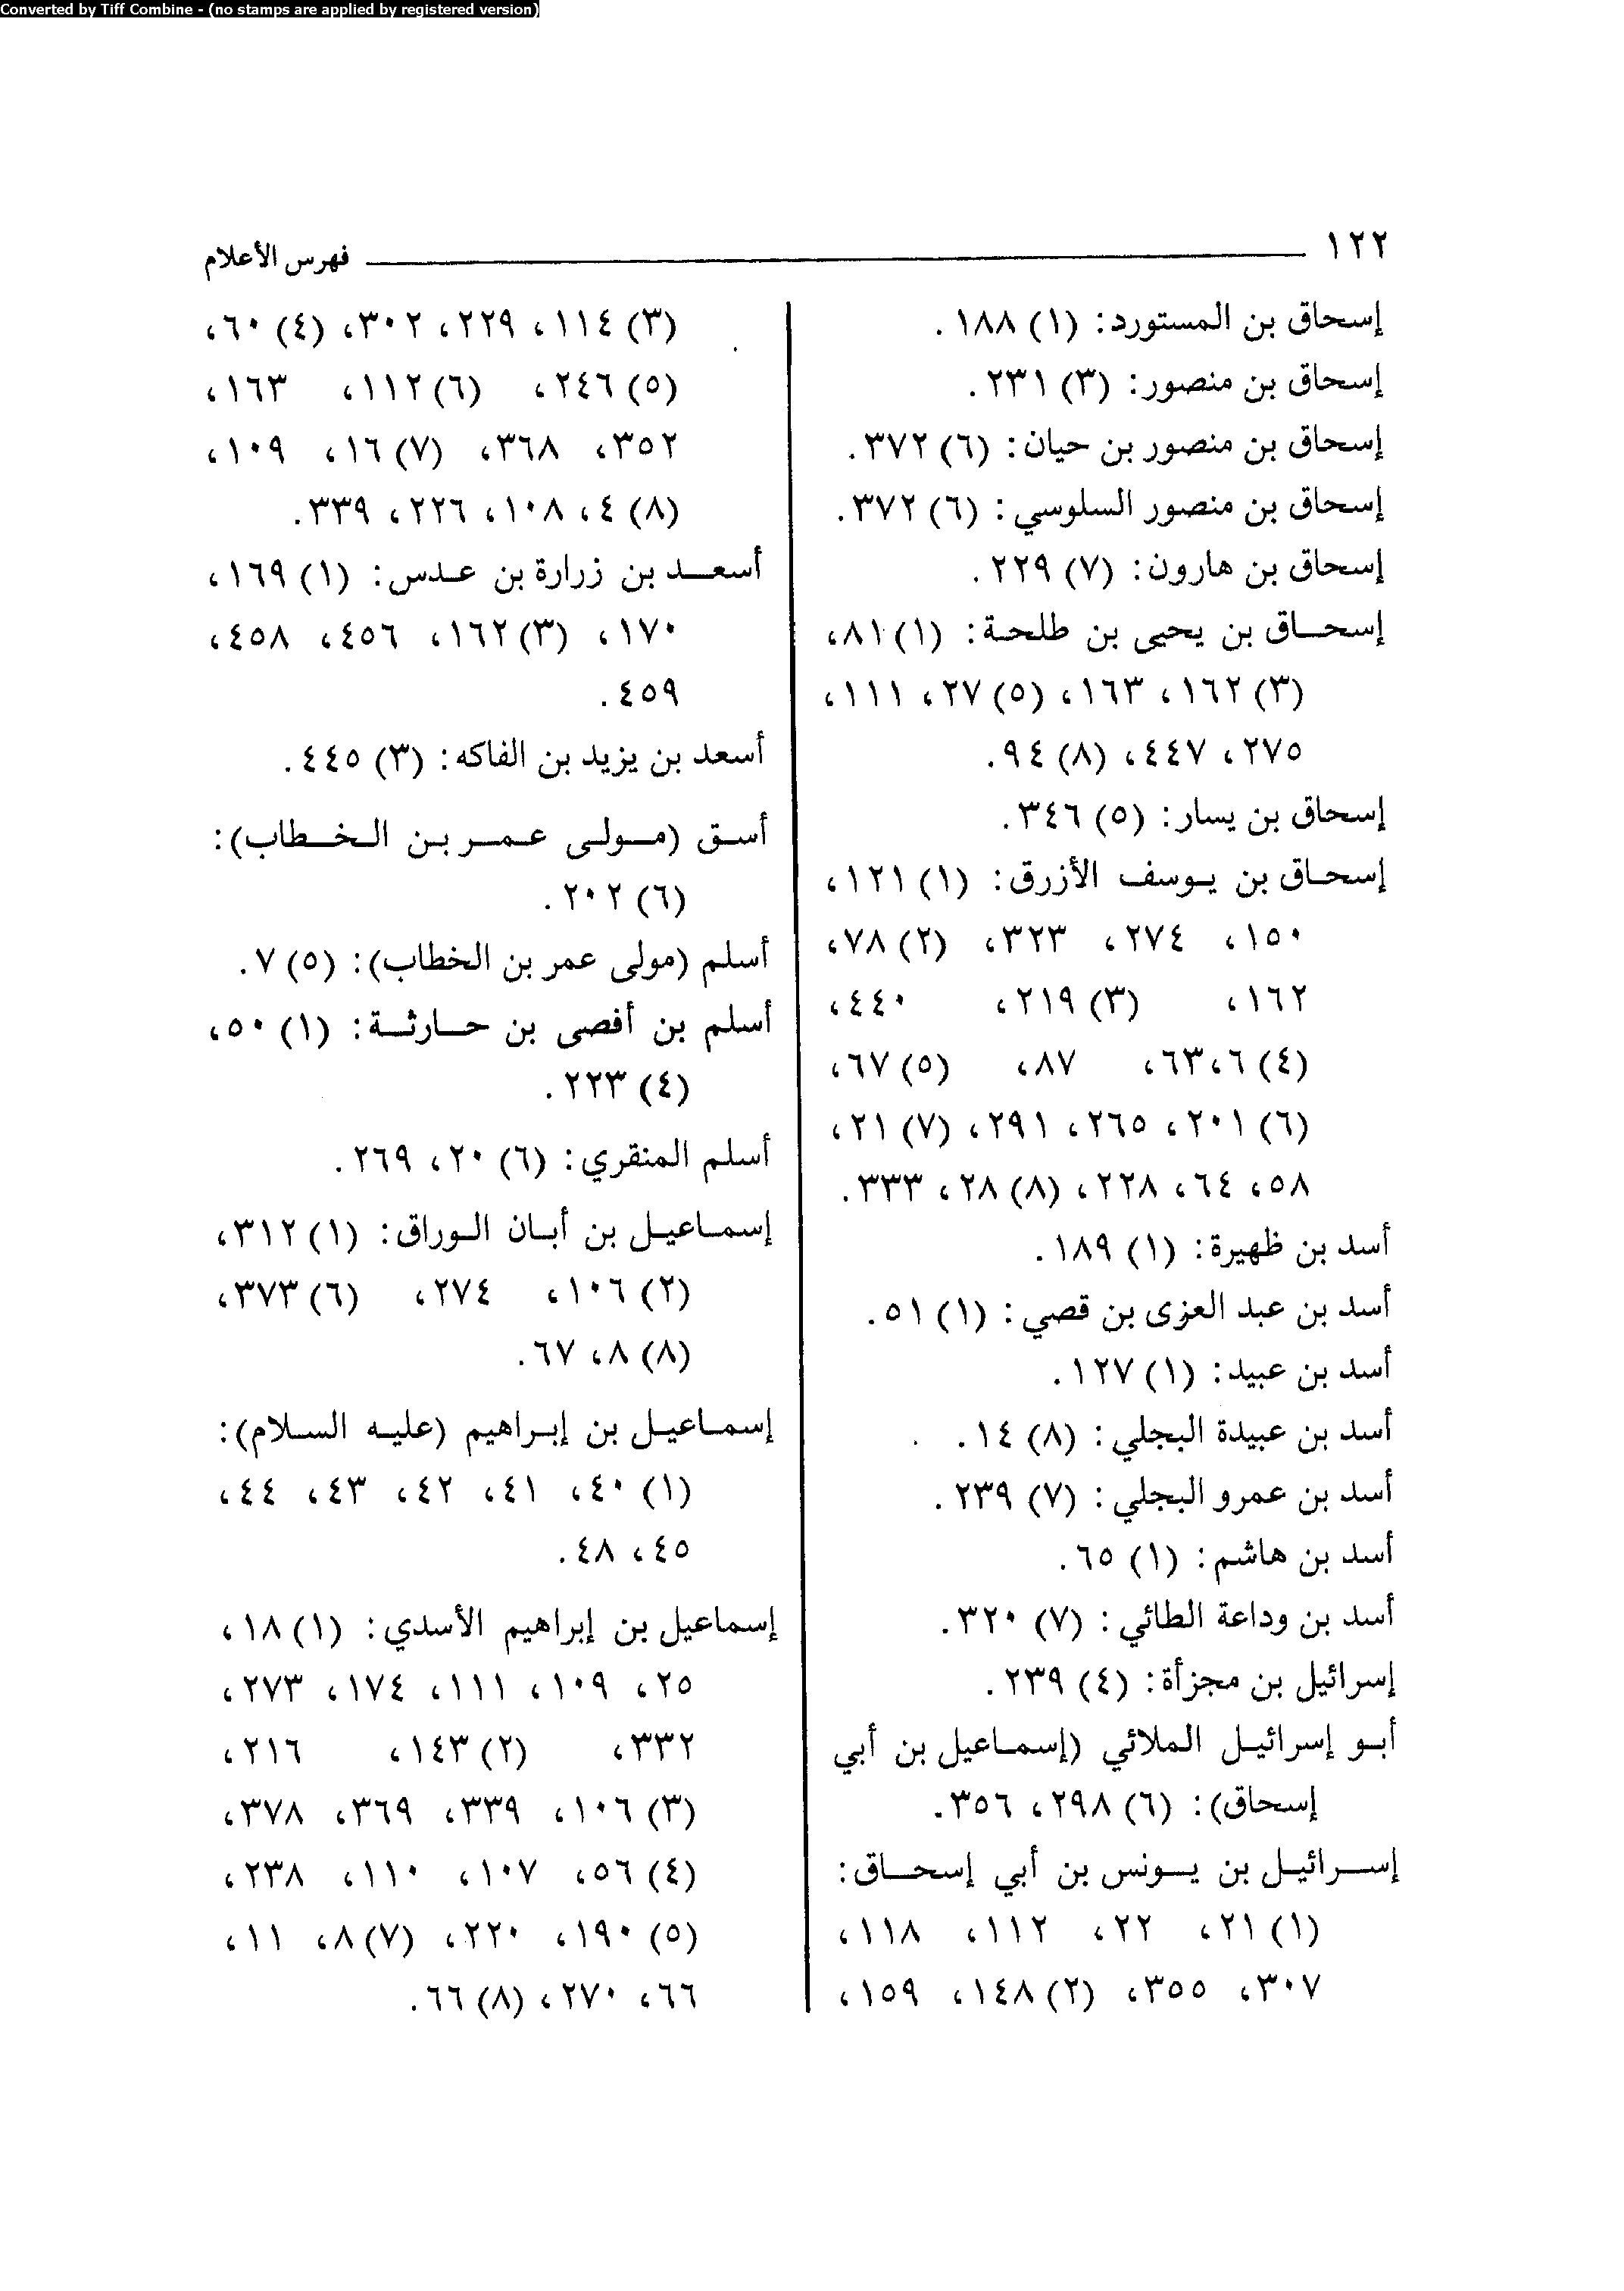 Converted by Tiff Combine - (no stamps are applied by registered version)
١٢٢
فهرس الأعلام
إسحاق بن المستورد: (١) ١٨٨.
إسحاق بن منصور: (٣) ٢٣١.
إسحاق بن منصور بن حيان: (٦) ٣٧٢.
إسحاق بن منصور السلوسي: (٦) ٣٧٢.
إسحاق بن هارون: (٧) ٢٢٩.
إسحاق بن يحيى بن طلحة: (١) ٨١،
(٣) ١٦٢، ١٦٣، (٥) ٢٧، ١١١،
٢٧٥، ٤٤٧، (٨) ٩٤.
إسحاق بن يسار: (٥) ٣٤٦.
إسحاق بن يوسف الأزرق: (١) ١٢١،
١٥٠، ٢٧٤، ٣٢٣، (٢) ٧٨،
١٦٢، (٣) ٢١٩، ٤٤٠،
(٤) ٦، ٦٣، ٨٧، (٥) ٦٧،
(٦) ٢٠١، ٢٦٥، ٢٩١، (٧) ٢١،
٥٨، ٦٤، ٢٢٨، (٨) ٢٨، ٣٣٣.
أسد بن ظهيرة: (١) ١٨٩.
أسد بن عبد العزى بن قصي: (١) ٥١.
أسد بن عبيد: (١) ١٢٧.
أسد بن عبيدة البجلي: (٨) ١٤.
أسد بن عمرو البجلي: (٧) ٢٣٩.
أسد بن هاشم: (١) ٦٥.
أسد بن وداعة الطائي: (٧) ٣٢٠.
إسرائيل بن مجزأة: (٤) ٢٣٩.
أبو إسرائيل الملائي (إسماعيل بن أبي
إسحاق): (٦) ٢٩٨، ٣٥٦.
إسرائيل بن يونس بن أبي إسحاق:
(١) ٢١، ٢٢، ١١٢، ١١٨،
٣٠٧، ٣٥٥، (٢) ١٤٨، ١٥٩،
(٣) ١١٤، ٢٢٩، ٣٠٢، (٤) ٦٠،
(٥) ٢٤٦، (٦) ١١٢، ١٦٣،
٣٥٢، ٣٦٨، (٧) ١٦، ١٠٩،
(٨) ٤، ١٠٨، ٢٢٦، ٣٣٩.
أسعد بن زرارة بن عدس: (١) ١٦٩،
١٧٠، (٣) ١٦٢، ٤٥٦، ٤٥٨،
٤٥٩.
أسعد بن يزيد بن الفاكه: (٣) ٤٤٥.
أسق (مولى عمر بن الخطاب):
(٦) ٢٠٢.
أسلم (مولى عمر بن الخطاب): (٥) ٧.
أسلم بن أفصى بن حارثة: (١) ٥٠،
(٤) ٢٢٣.
أسلم المنقري: (٦) ٢٠، ٢٦٩.
إسماعيل بن أبان الوراق: (١) ٣١٢،
(٢) ١٠٦، ٢٧٤، (٦) ٣٧٣،
(٨) ٨، ٦٧.
إسماعيل بن إبراهيم (عليه السلام):
(١) ٤٠، ٤١، ٤٢، ٤٣، ٤٤،
٤٥، ٤٨.
إسماعيل بن إبراهيم الأسدي: (١) ١٨،
٢٥، ١٠٩، ١١١، ١٧٤، ٢٧٣،
٣٣٢، (٢) ١٤٣، ٢١٦،
(٣) ١٠٦، ٣٣٩، ٣٦٩، ٣٧٨،
(٤) ٥٦، ١٠٧، ١١٠، ٢٣٨،
(٥) ١٩٠، ٢٢٠، (٧) ٨، ١١،
٦٦، ٢٧٠، (٨) ٦٦.